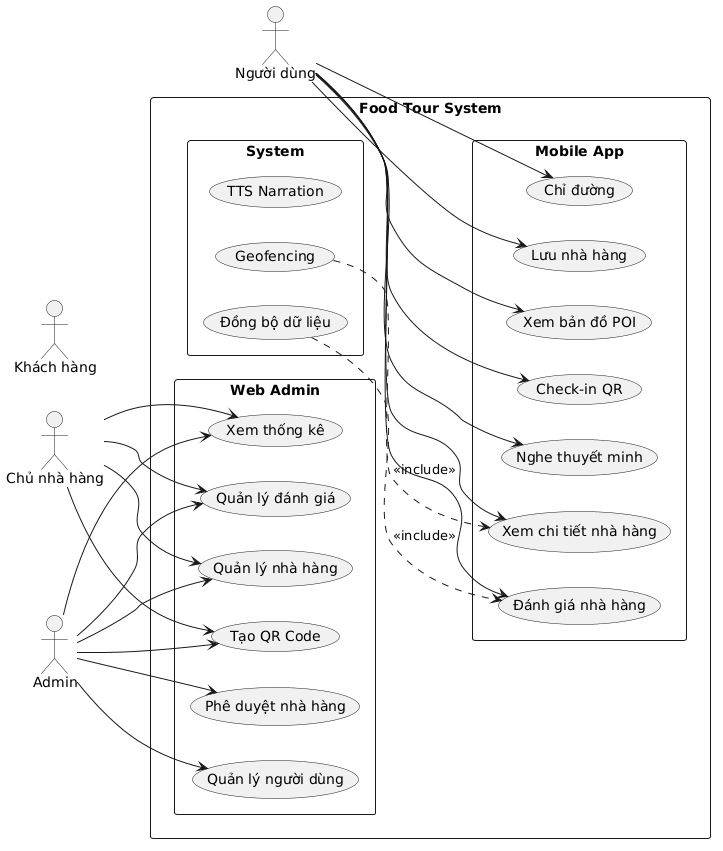 Người dùng
Food Tour System
System
TTS Narration
Geofencing
Đồng bộ dữ liệu
Mobile App
Chỉ đường
Lưu nhà hàng
Xem bản đồ POI
Check-in QR
Nghe thuyết minh
Xem chi tiết nhà hàng
Đánh giá nhà hàng
«include»
«include»
Khách hàng
Chủ nhà hàng
Admin
Web Admin
Xem thống kê
Quản lý đánh giá
Quản lý nhà hàng
Tạo QR Code
Phê duyệt nhà hàng
Quản lý người dùng